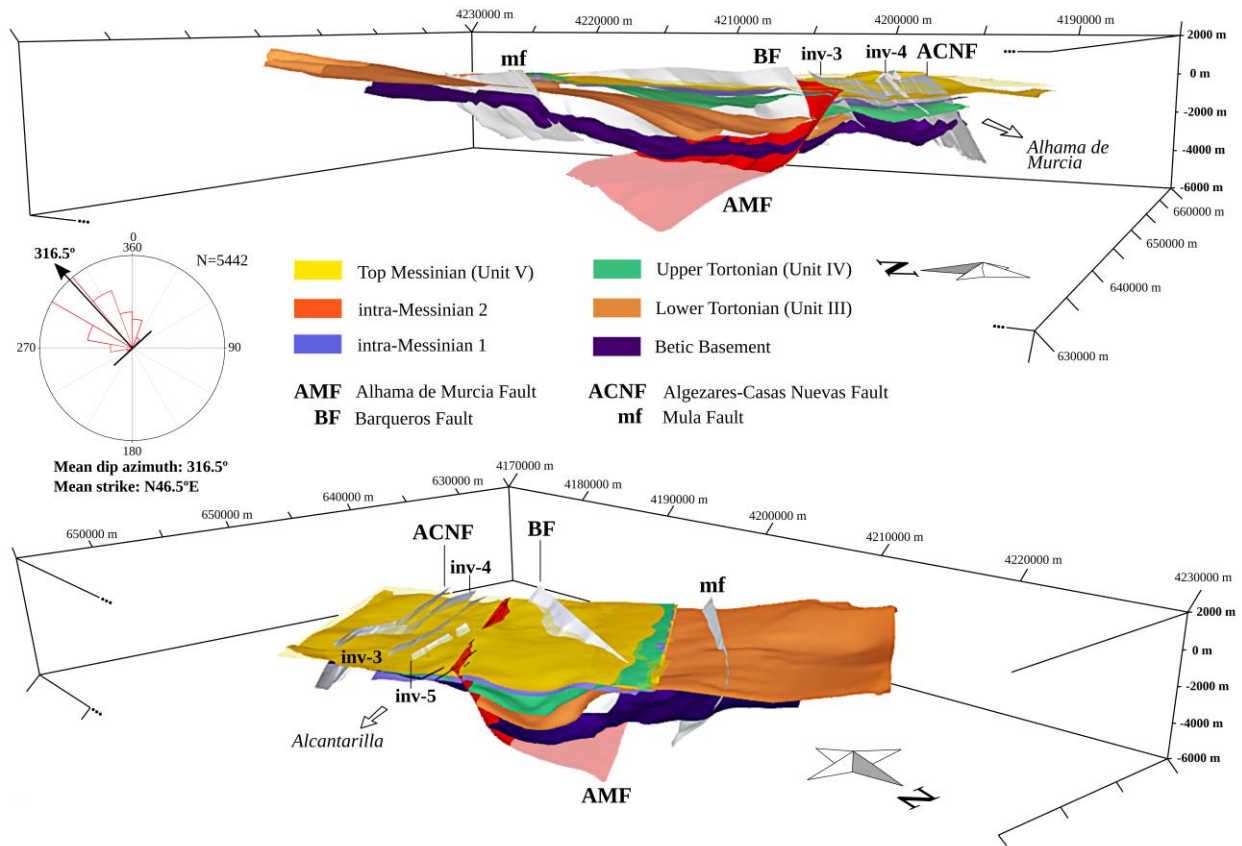 4230000 m
4220000 m
4210000 m
4200000 m
4190000 m
2000 m
0 m
-2000 m
-4000 m
-6000 m
mf
BF
inv-3
inv-4
ACNF
Alhama de
Murcia
AMF
660000 m
650000 m
640000 m
630000 m
N
316.5º
0
360
N=5442
270
90
180
Mean dip azimuth: 316.5º
Mean strike: N46.5ºE
Top Messinian (Unit V)
intra-Messinian 2
intra-Messinian 1
Upper Tortonian (Unit IV)
Lower Tortonian (Unit III)
Betic Basement
AMF Alhama de Murcia Fault
BF Barqueros Fault
ACNF Algezares-Casas Nuevas Fault
mf Mula Fault
650000 m
650000 m
640000 m
630000 m
4170000 m
4180000 m
4190000 m
4200000 m
4210000 m
4220000 m
4230000 m
2000 m
0 m
-2000 m
-4000 m
-6000 m
ACNF
inv-4
BF
mf
inv-3
inv-5
Alcantarilla
AMF
N